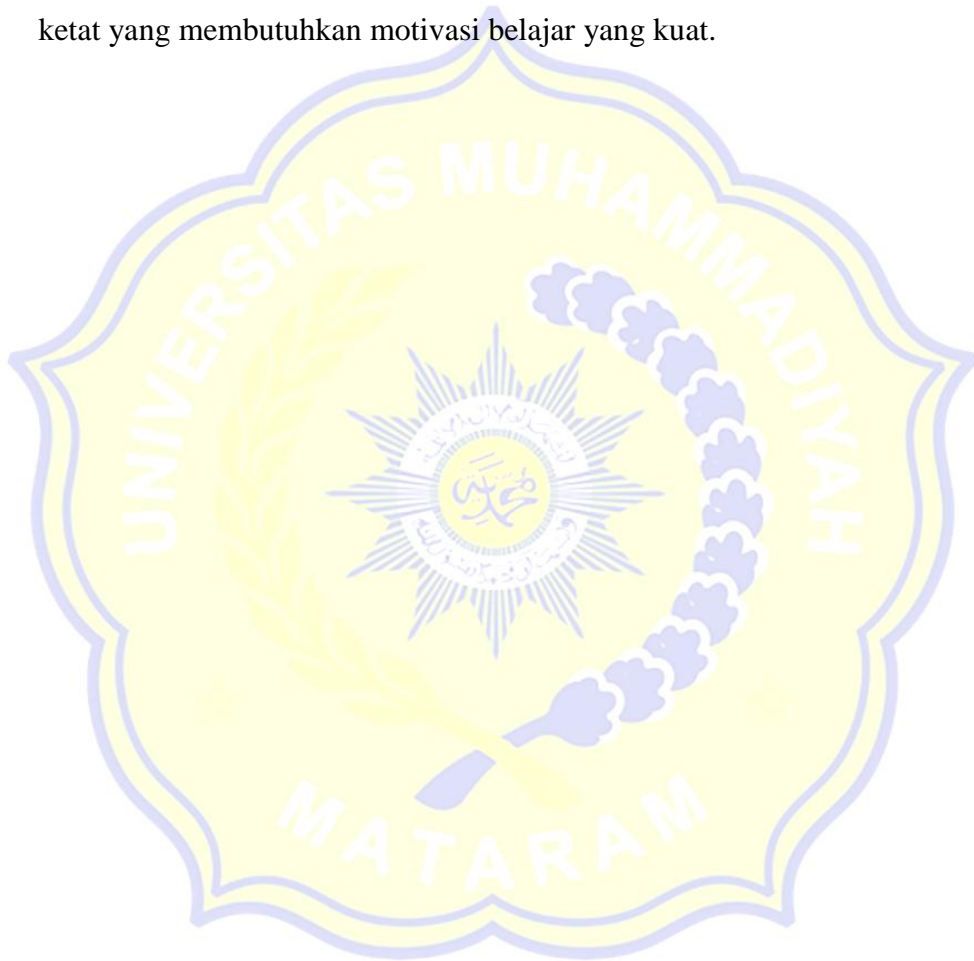 ketat yang membutuhkan motivasi belajar yang kuat.
UNIVERSITAS MUHAMMADIYAH
MATARAM